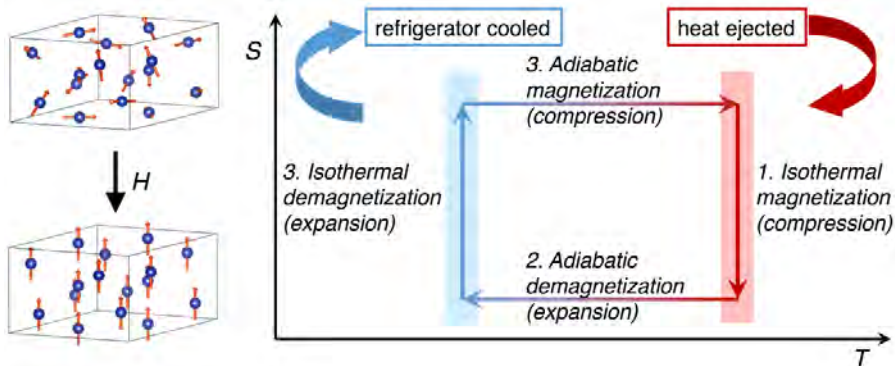 refrigerator cooled
heat ejected
S
3. Adiabatic
magnetization
(compression)
H
3. Isothermal
demagnetization
(expansion)
1. Isothermal
magnetization
(compression)
2. Adiabatic
demagnetization
(expansion)
T